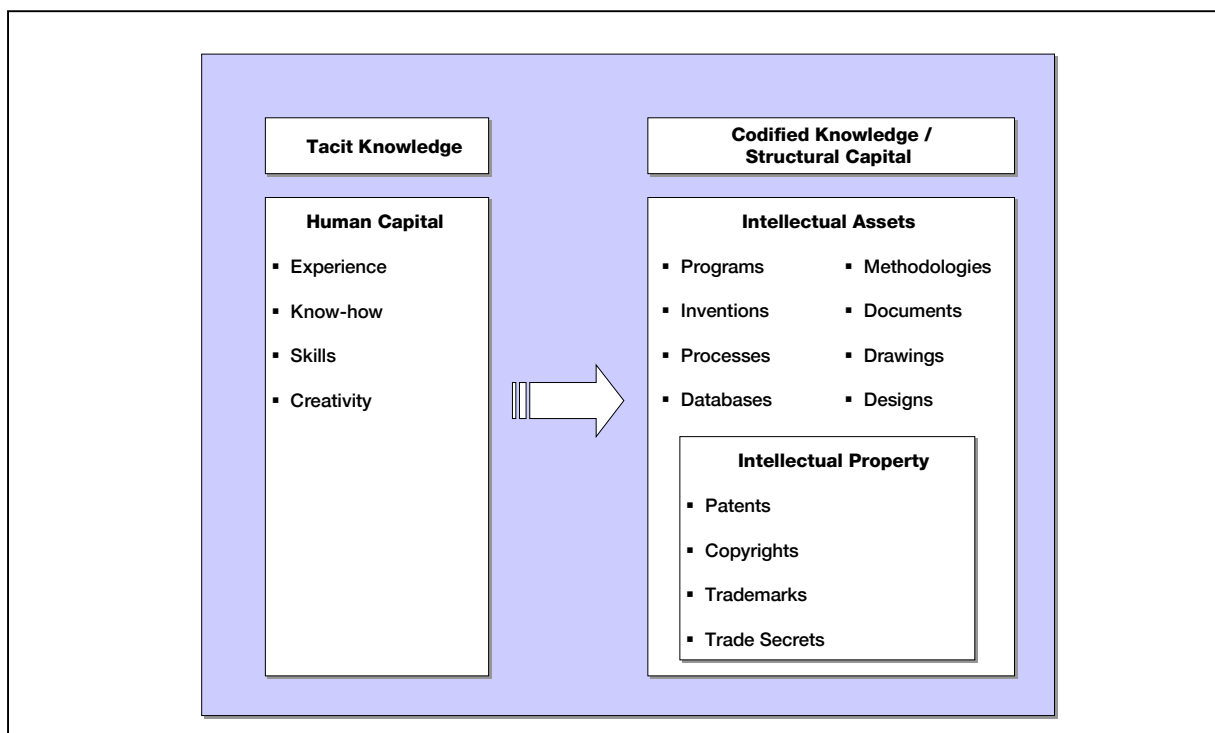 Tacit Knowledge
Human Capital
▪ Experience
▪ Know-how
▪ Skills
▪ Creativity
Codified Knowledge /
Structural Capital
Intellectual Assets
▪ Programs
▪ Inventions
▪ Processes
▪ Databases
▪ Methodologies
▪ Documents
▪ Drawings
▪ Designs
Intellectual Property
▪ Patents
▪ Copyrights
▪ Trademarks
▪ Trade Secrets